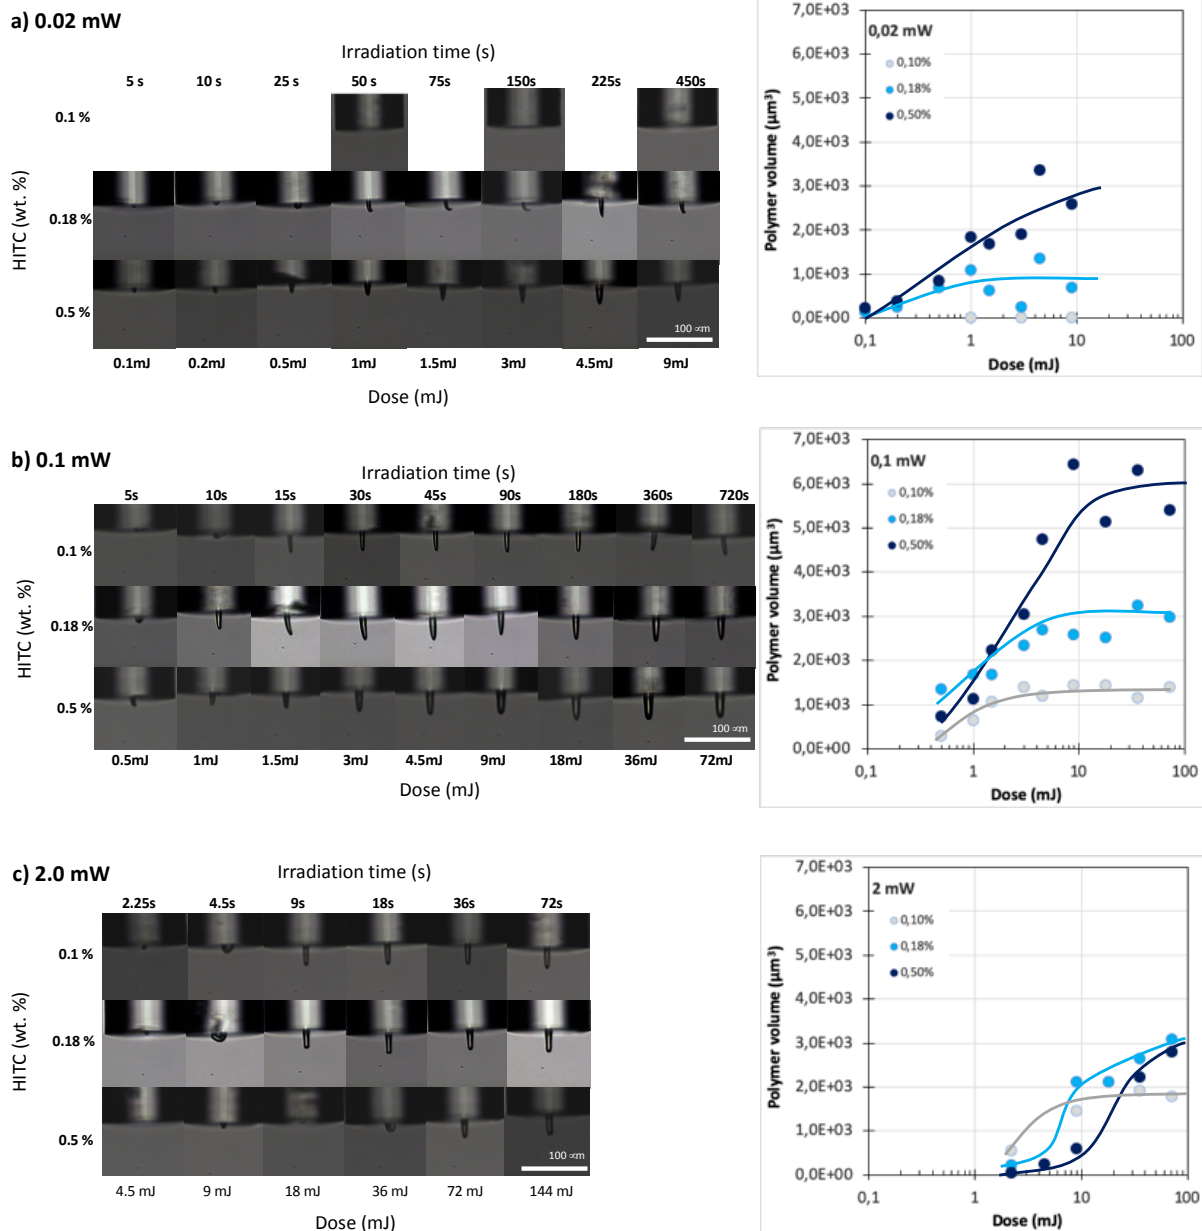 a) 0.02 mW
Irradiation time (s)
5 s 10 s 25 s 50 s 75s 150s 225s 450s
HITC (wt. %)
0.1 %
0.18 %
0.5 %
100 ∝m
0.1mJ 0.2mJ 0.5mJ 1mJ 1.5mJ 3mJ 4.5mJ 9mJ
Dose (mJ)
Polymer volume (μm³)
7,0E+03
6,0E+03
5,0E+03
4,0E+03
3,0E+03
2,0E+03
1,0E+03
0,0E+03
0,02 mW
0,10%
0,18%
0,50%
0,1 1 10 100
Dose (mJ)
b) 0.1 mW
Irradiation time (s)
5s 10s 15s 30s 45s 90s 180s 360s 720s
HITC (wt. %)
0.1 %
0.18 %
0.5 %
100 ∝m
0.5mJ 1mJ 1.5mJ 3mJ 4.5mJ 9mJ 18mJ 36mJ 72mJ
Dose (mJ)
Polymer volume (μm³)
7,0E+03
6,0E+03
5,0E+03
4,0E+03
3,0E+03
2,0E+03
1,0E+03
0,0E+03
0,1 mW
0,10%
0,18%
0,50%
0,1 1 10 100
Dose (mJ)
c) 2.0 mW
Irradiation time (s)
2.25s 4.5s 9s 18s 36s 72s
HITC (wt. %)
0.1 %
0.18 %
0.5 %
100 ∝m
4.5 mJ 9 mJ 18 mJ 36 mJ 72 mJ 144 mJ
Dose (mJ)
Polymer volume (μm³)
7,0E+03
6,0E+03
5,0E+03
4,0E+03
3,0E+03
2,0E+03
1,0E+03
0,0E+03
2 mW
0,10%
0,18%
0,50%
0,1 1 10 100
Dose (mJ)